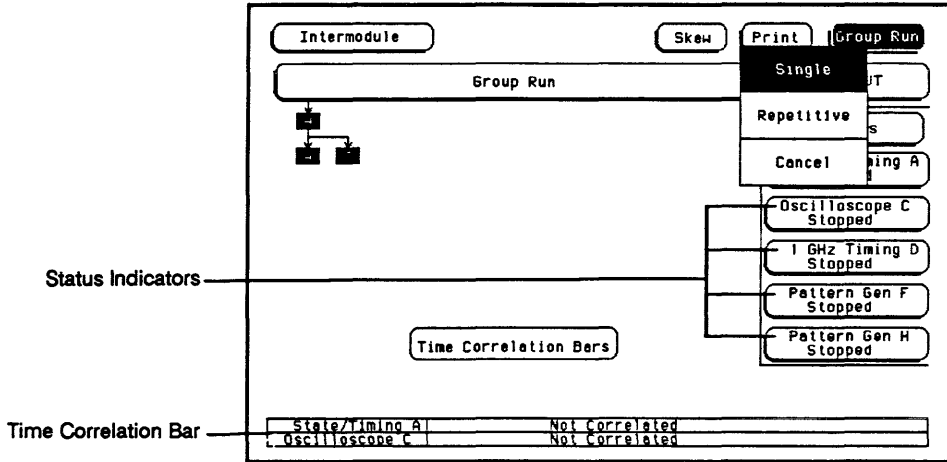 Intermodule
Skew
Print
Group Run
Single
Group Run
UT
Repetitive
s
Cancel
ing A
Oscilloscope C
Stopped
Status Indicators
1 GHz Timing D
Stopped
Pattern Gen F
Stopped
Time Correlation Bars
Pattern Gen H
Stopped
Time Correlation Bar
State/Timing A
Not Correlated
Oscilloscope C
Not Correlated